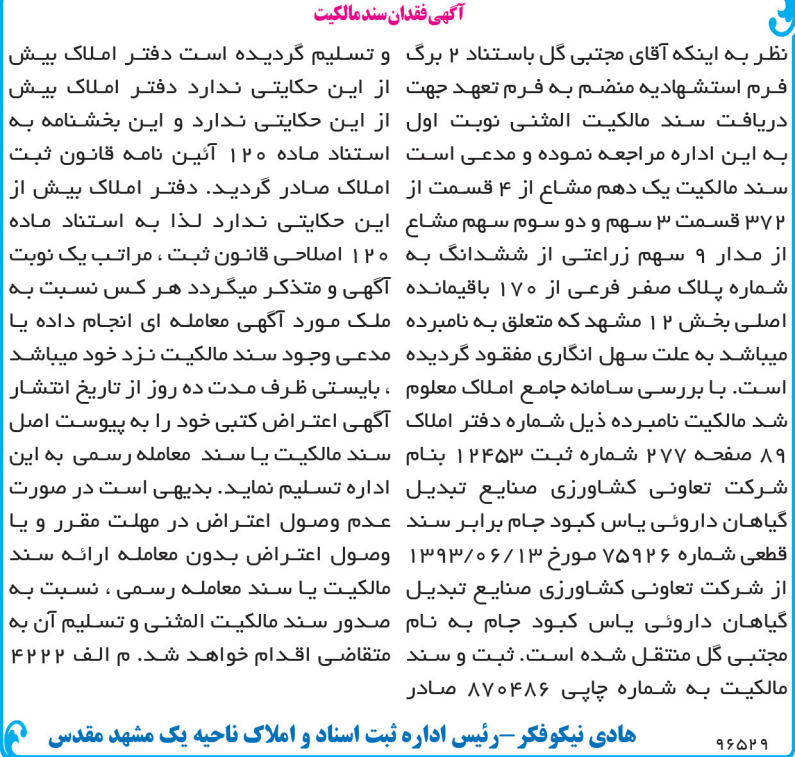 آگهی فقدان سند مالکیت
نظر به اینکه آقای مجتبی گل باستناد ۲ برگ
فرم استشهادیه منضم به فرم تعهد جهت
دریافت سند مالکیت المثنی نوبت اول
به این اداره مراجعه نموده و مدعی است
سند مالکیت یک دهم مشاع از ۴ قسمت از
۳۷۲ قسمت ۳ سهم و دو سوم سهم مشاع
از مدار ۹ سهم زراعتی از ششدانگ به
شماره پلاک صفر فرعی از ۱۷۰ باقیمانده
اصلی بخش ۱۲ مشهد که متعلق به نامبرده
میباشد به علت سهل انگاری مفقود گردیده
است. با بررسی سامانه جامع املاک معلوم
شد مالکیت نامبرده ذیل شماره دفتر املاک
۸۹ صفحه ۲۷۷ شماره ثبت ۱۲۴۵۳ بنام
شرکت تعاونی کشاورزی صنایع تبدیل
گیاهان داروئی یاس کبود جام برابر سند
قطعی شماره ۷۵۹۲۶ مورخ ۱۳۹۳/۰۶/۱۳
از شرکت تعاونی کشاورزی صنایع تبدیل
گیاهان داروئی یاس کبود جام به نام
مجتبی گل منتقل شده است. ثبت و سند
مالکیت به شماره چاپی ۸۷۰۴۸۶ صادر
و تسلیم گردیده است دفتر املاک بیش
از این حکایتی ندارد دفتر املاک بیش
از این حکایتی ندارد و این بخشنامه به
استناد ماده ۱۲۰ آئین نامه قانون ثبت
املاک صادر گردید. دفتر املاک بیش از
این حکایتی ندارد لذا به استناد ماده
۱۲۰ اصلاحی قانون ثبت ، مراتب یک نوبت
آگهی و متذکر میگردد هر کس نسبت به
ملک مورد آگهی معامله ای انجام داده یا
مدعی وجود سند مالکیت نزد خود میباشد
، بایستی ظرف مدت ده روز از تاریخ انتشار
آگهی اعتراض کتبی خود را به پیوست اصل
سند مالکیت یا سند معامله رسمی به این
اداره تسلیم نماید. بدیهی است در صورت
عدم وصول اعتراض در مهلت مقرر و یا
وصول اعتراض بدون معامله ارائه سند
مالکیت یا سند معامله رسمی ، نسبت به
صدور سند مالکیت المثنی و تسلیم آن به
متقاضی اقدام خواهد شد. م الف ۴۲۲۲
هادی نیکوفکر –رئیس اداره ثبت اسناد و املاک ناحیه یک مشهد مقدس
۹۶۵۲۹